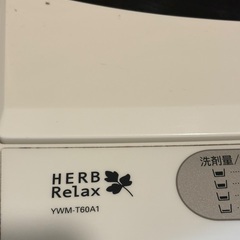 HERB
Relax
YWM-T60A1
洗剤量/